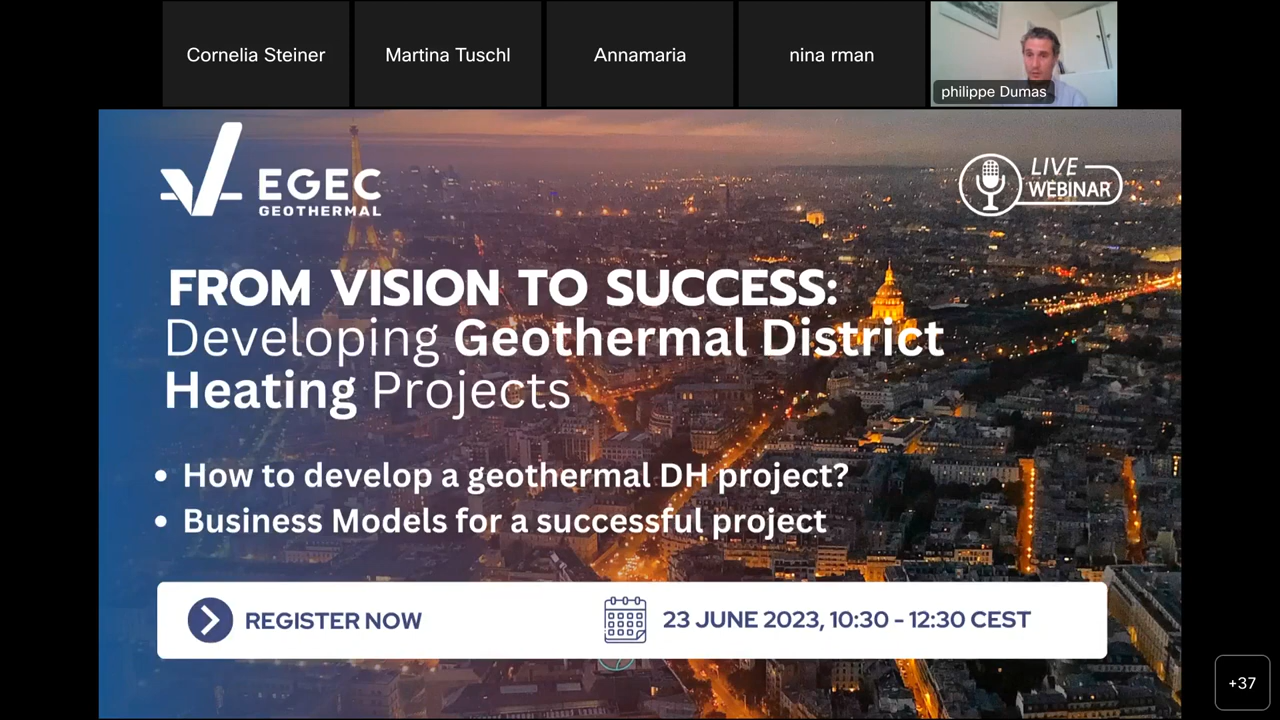 Cornelia Steiner
Martina Tuschl
Annamaria
nina rman
philippe Dumas
EGEC
GEOTHERMAL
LIVE
WEBINAR
FROM VISION TO SUCCESS:
Developing Geothermal District
Heating Projects
• How to develop a geothermal DH project?
• Business Models for a successful project
REGISTER NOW
23 JUNE 2023, 10:30 - 12:30 CEST
+37